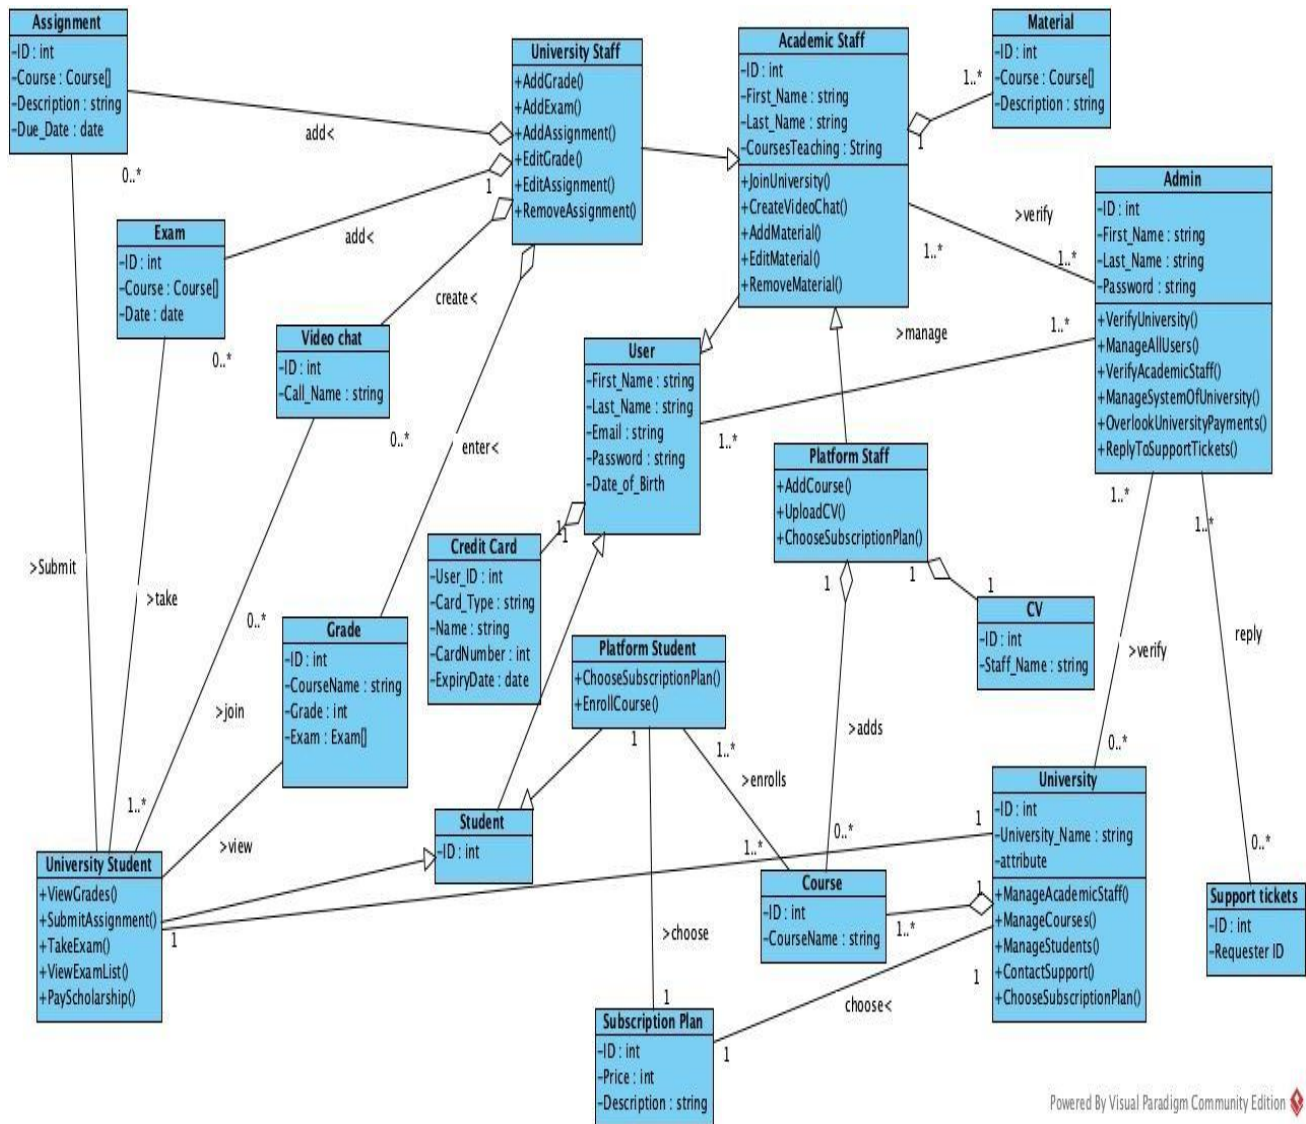 Assignment
-ID : int
-Course : Course[]
-Description : string
-Due_Date : date
University Staff
+AddGrade()
+AddExam()
+AddAssignment()
+EditGrade()
+EditAssignment()
+RemoveAssignment()
Academic Staff
-ID : int
-First_Name : string
-Last_Name : string
-CoursesTeaching : String
+JoinUniversity()
+CreateVideoChat()
+AddMaterial()
+EditMaterial()
+RemoveMaterial()
Material
-ID : int
-Course : Course[]
-Description : string
1..*
1
add<
0..*
1
add<
Exam
-ID : int
-Course : Course[]
-Date : date
0..*
create<
Video chat
-ID : int
-Call_Name : string
0..*
enter<
Admin
-ID : int
-First_Name : string
-Last_Name : string
-Password : string
+VerifyUniversity()
+ManageAllUsers()
+VerifyAcademicStaff()
+ManageSystemOfUniversity()
+OverlookUniversityPayments()
+ReplyToSupportTickets()
>verify
1..*
1..*
>manage
1..*
1..*
User
-First_Name : string
-Last_Name : string
-Email : string
-Password : string
-Date_of_Birth
1
1
Platform Staff
+AddCourse()
+UploadCV()
+ChooseSubscriptionPlan()
1
1
1
CV
-ID : int
-Staff_Name : string
1..*
1..*
Credit Card
-User_ID : int
-Card_Type : string
-Name : string
-CardNumber : int
-ExpiryDate : date
>Submit
>take
0..*
>join
1..*
Grade
-ID : int
-CourseName : string
-Grade : int
-Exam : Exam[]
>view
Platform Student
+ChooseSubscriptionPlan()
+EnrollCourse()
1
1..*
>enrolls
1..*
>adds
0..*
>verify
0..*
reply
0..*
Student
-ID : int
University Student
+ViewGrades()
+SubmitAssignment()
+TakeExam()
+ViewExamList()
+PayScholarship()
1
1
Course
-ID : int
-CourseName : string
1..*
1
University
-ID : int
-University_Name : string
-attribute
+ManageAcademicStaff()
+ManageCourses()
+ManageStudents()
+ContactSupport()
+ChooseSubscriptionPlan()
Support tickets
-ID : int
-Requester ID
>choose
1
choose<
1
1
Subscription Plan
-ID : int
-Price : int
-Description : string
Powered By Visual Paradigm Community Edition